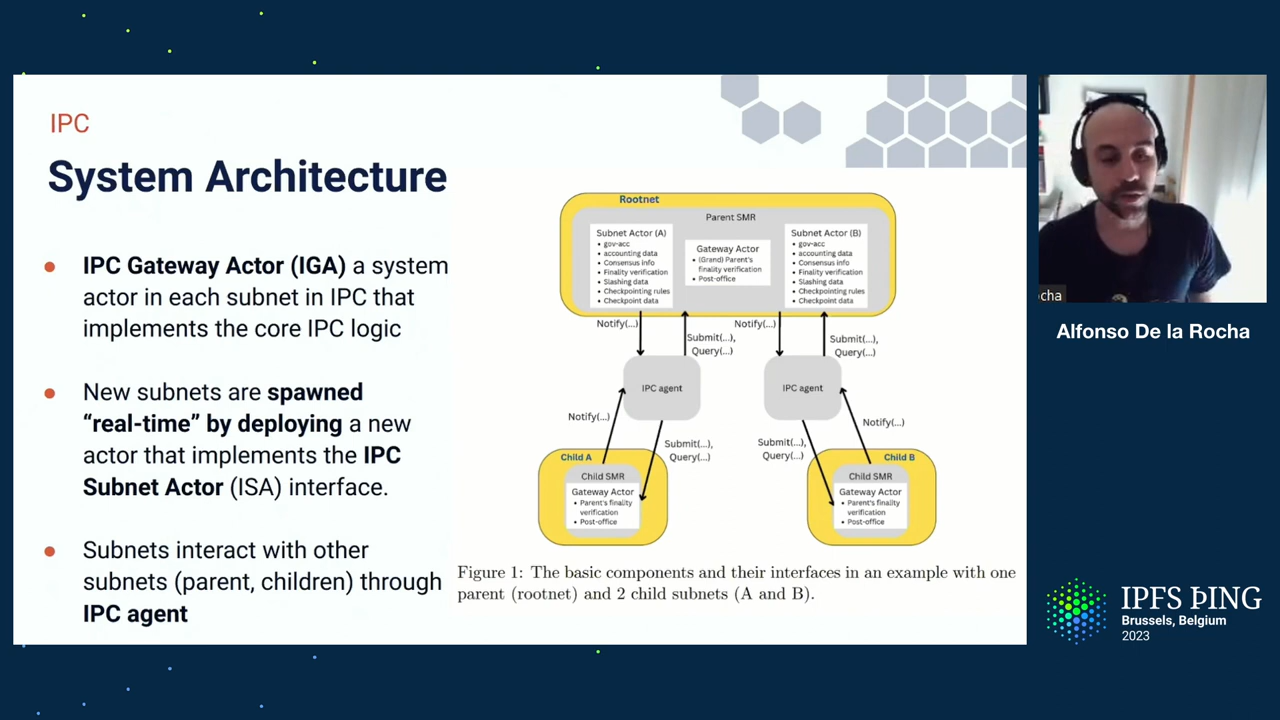 IPC
System Architecture
IPC Gateway Actor (IGA) a system
actor in each subnet in IPC that
implements the core IPC logic
New subnets are spawned
“real-time” by deploying a new
actor that implements the IPC
Subnet Actor (ISA) interface.
Subnets interact with other
subnets (parent, children) through
IPC agent
Rootnet
Parent SMR
Subnet Actor (A)
gov-acc
accounting data
Consensus info
Finality verification
Slashing data
Checkpointing rules
Checkpoint data
Gateway Actor
(Grand) Parent's
finality verification
Post-office
Subnet Actor (B)
gov-acc
accounting data
Consensus info
Finality verification
Slashing data
Checkpointing rules
Checkpoint data
Notify(...)
Submit(...),
Query(...)
Notify(...)
Submit(...),
Query(...)
IPC agent
IPC agent
Notify(...)
Submit(...),
Query(...)
Submit(...),
Query(...)
Notify(...)
Child A
Child SMR
Gateway Actor
Parent's finality
verification
Post-office
Child B
Child SMR
Gateway Actor
Parent's finality
verification
Post-office
Figure 1: The basic components and their interfaces in an example with one
parent (rootnet) and 2 child subnets (A and B).
ocha
Alfonso De la Rocha
IPFS ÞING
Brussels, Belgium
2023